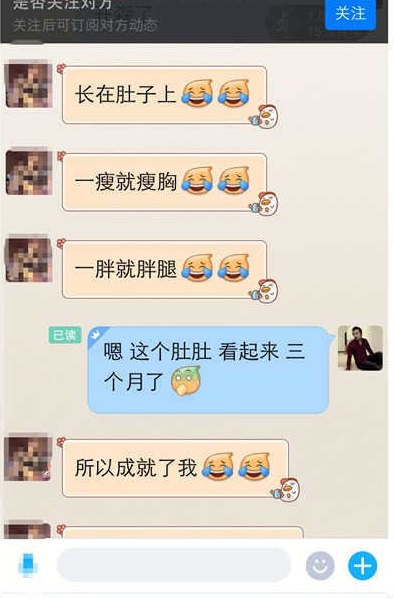 是否关注对方
关注后可订阅对方动态
关注
长在肚子上
一瘦就瘦胸
一胖就胖腿
已读
嗯 这个肚肚 看起来 三
个月了
所以成就了我